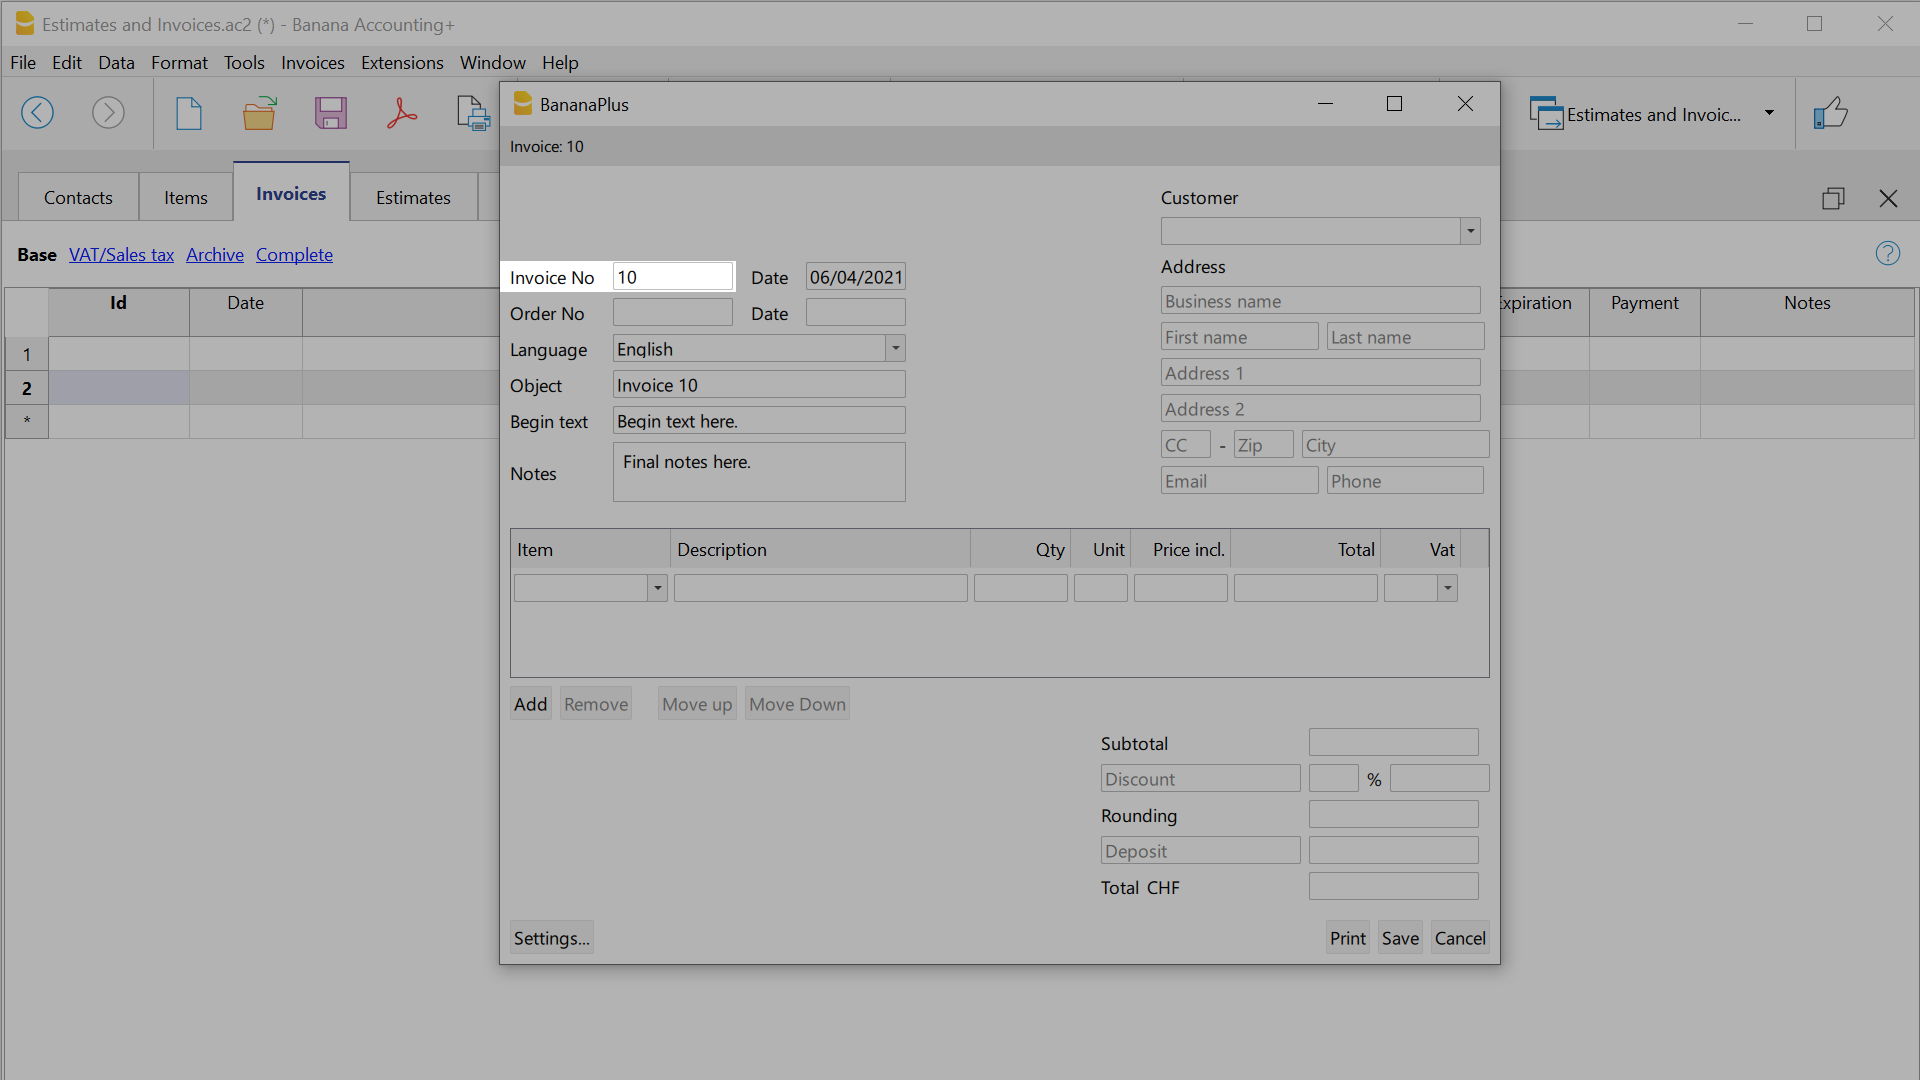 Estimates and Invoices.ac2 (*) - Banana Accounting+
File Edit Data Format Tools Invoices Extensions Window Help
Estimates and Invoic...
Contacts Items Invoices Estimates
Base VAT/Sales tax Archive Complete
Id Date Expiration Payment Notes
1
2
*
BananaPlus
Invoice: 10
Customer
Invoice No 10 Date 06/04/2021
Order No Date
Language English
Object Invoice 10
Begin text Begin text here.
Notes Final notes here.
Address
Business name
First name Last name
Address 1
Address 2
CC - Zip City
Email Phone
Item Description Qty Unit Price incl. Total Vat
Add Remove Move up Move Down
Subtotal
Discount %
Rounding
Deposit
Total CHF
Settings... Print Save Cancel